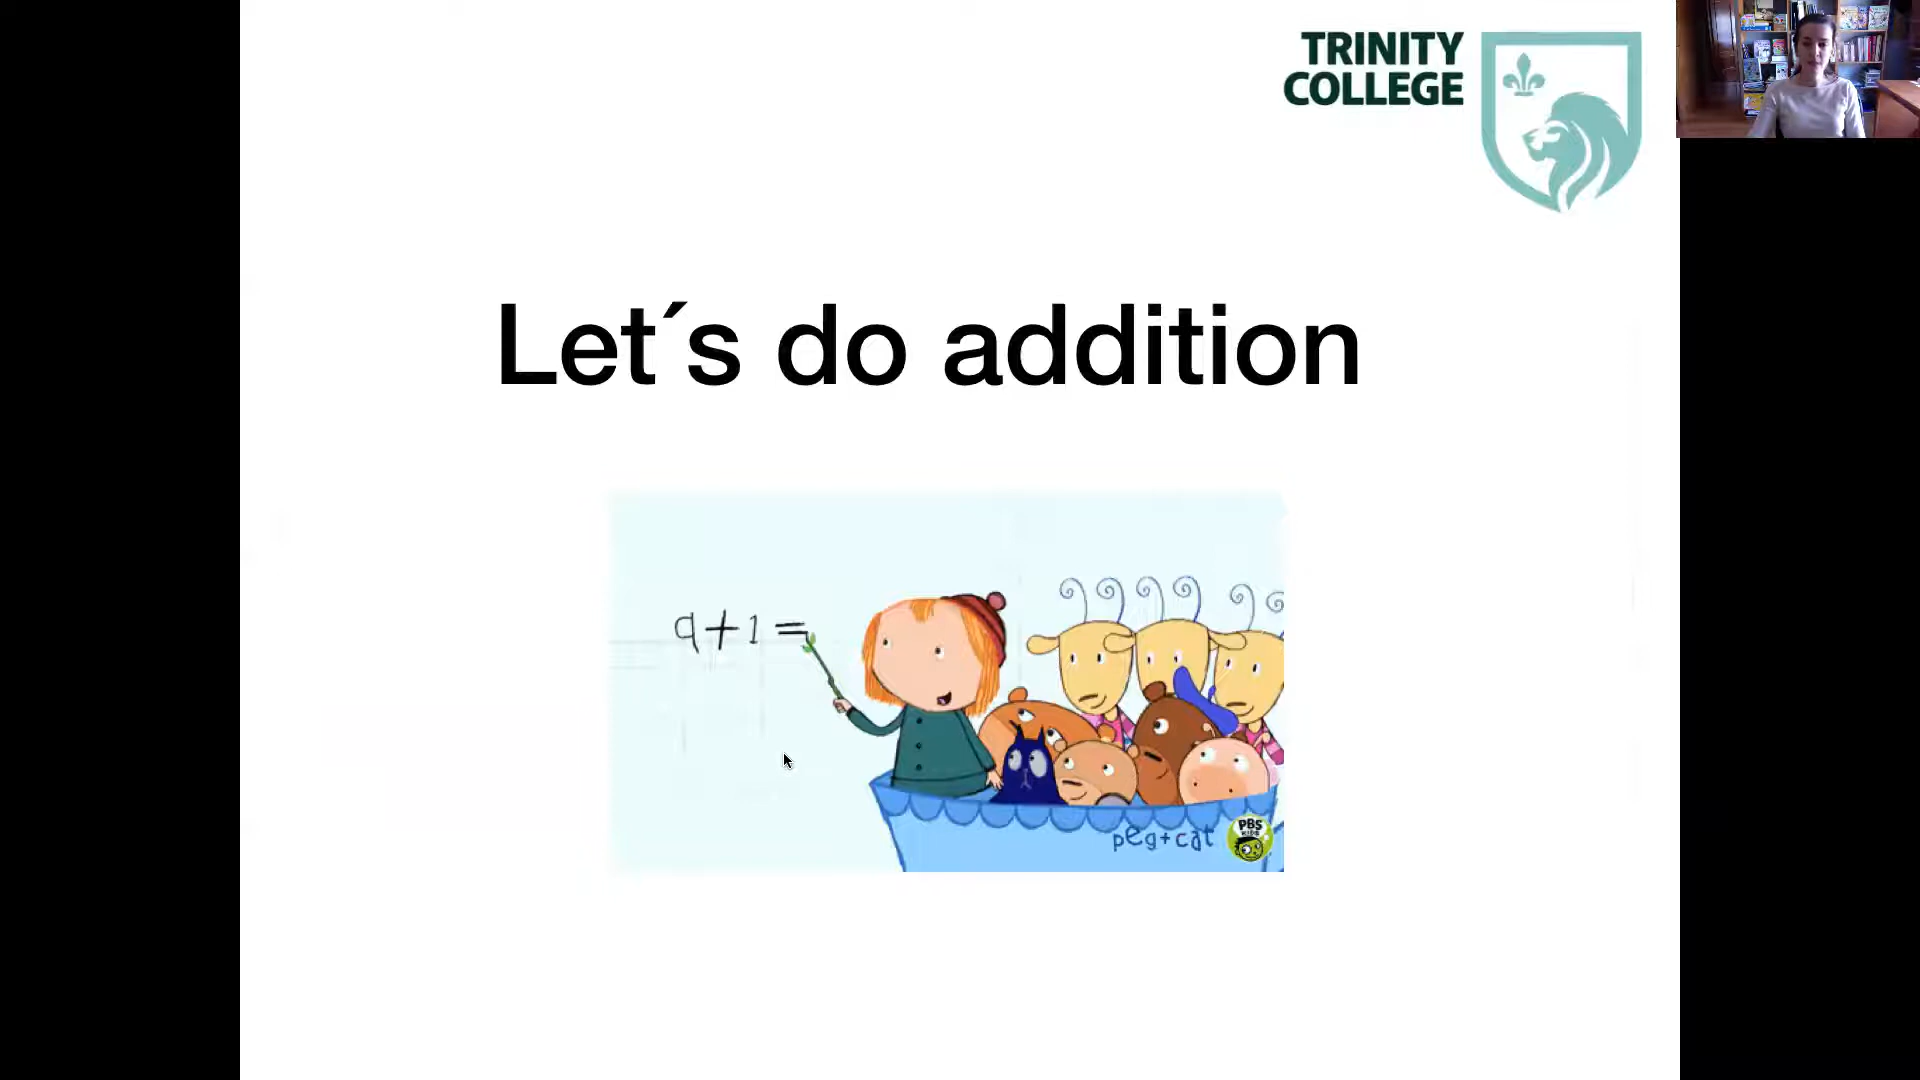 TRINITY
COLLEGE
Let´s do addition
9+1=
peg+cat
PBS
KIDS